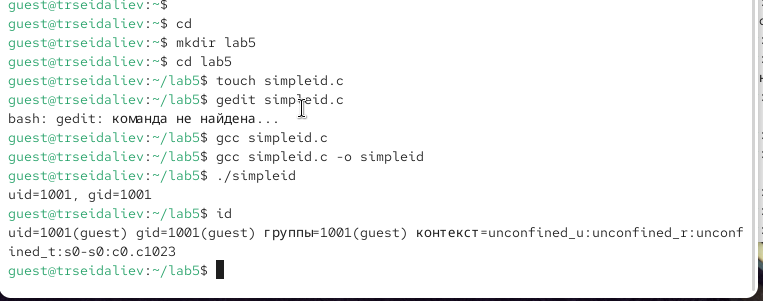 guest@trseidaliev:~$
guest@trseidaliev:~$ cd
guest@trseidaliev:~$ mkdir lab5
guest@trseidaliev:~$ cd lab5
guest@trseidaliev:~/lab5$ touch simpleid.c
guest@trseidaliev:~/lab5$ gedit simpleid.c
bash: gedit: команда не найдена...
guest@trseidaliev:~/lab5$ gcc simpleid.c
guest@trseidaliev:~/lab5$ gcc simpleid.c -o simpleid
guest@trseidaliev:~/lab5$ ./simpleid
uid=1001, gid=1001
guest@trseidaliev:~/lab5$ id
uid=1001(guest) gid=1001(guest) группы=1001(guest) контекст=unconfined_u:unconfined_r:unconf
ined_t:s0-s0:c0.c1023
guest@trseidaliev:~/lab5$